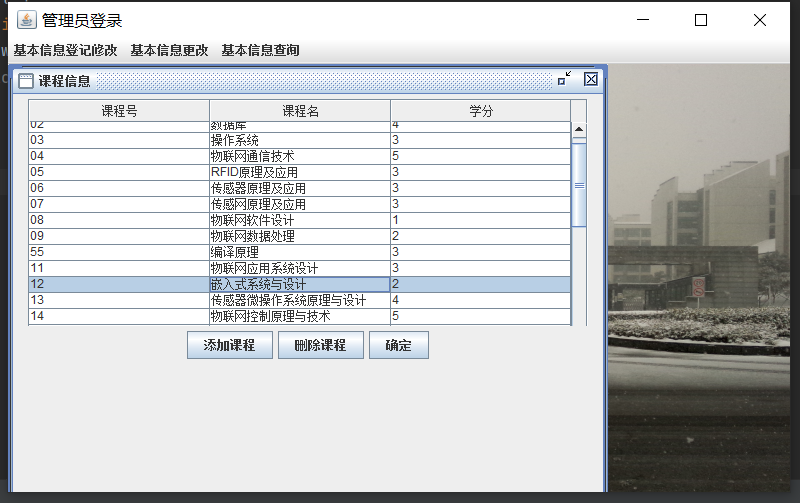 管理员登录
基本信息登记修改 基本信息更改 基本信息查询
课程信息
课程号 课程名 学分
02 数据库 4
03 操作系统 3
04 物联网通信技术 5
05 RFID原理及应用 3
06 传感器原理及应用 3
07 传感网原理及应用 3
08 物联网软件设计 1
09 物联网数据处理 2
55 编译原理 3
11 物联网应用系统设计 3
12 嵌入式系统与设计 2
13 传感器微操作系统原理与设计 4
14 物联网控制原理与技术 5
添加课程 删除课程 确定